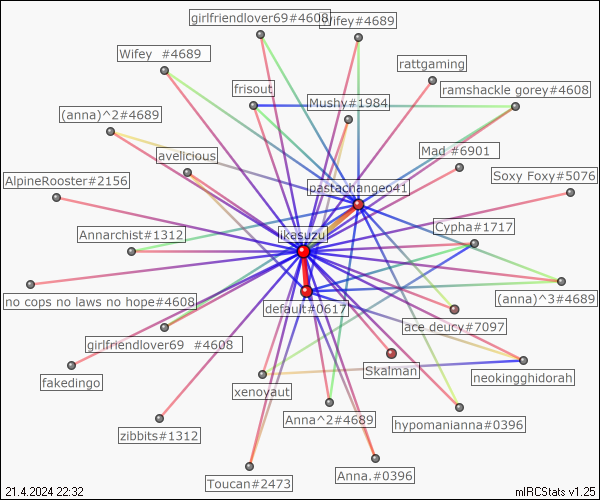 girlfriendlover69#4608
Wifey#4689
Wifey  #4689
rattgaming
frisout
ramshackle gorey#4608
Mushy#1984
(anna)^2#4689
Mad #6901
avelicious
Soxy Foxy#5076
AlpineRooster#2156
pastachangeo41
Cypha#1717
Annarchist#1312
ikasuzu
no cops no laws no hope#4608
(anna)^3#4689
default#0617
ace.deucy#7097
girlfriendlover69  #4608
Skalman
fakedingo
neokingghidorah
xenoyaut
Anna^2#4689
hypomanianna#0396
zibbits#1312
Anna.#0396
Toucan#2473
21.4.2024 22:32
mIRCStats v1.25